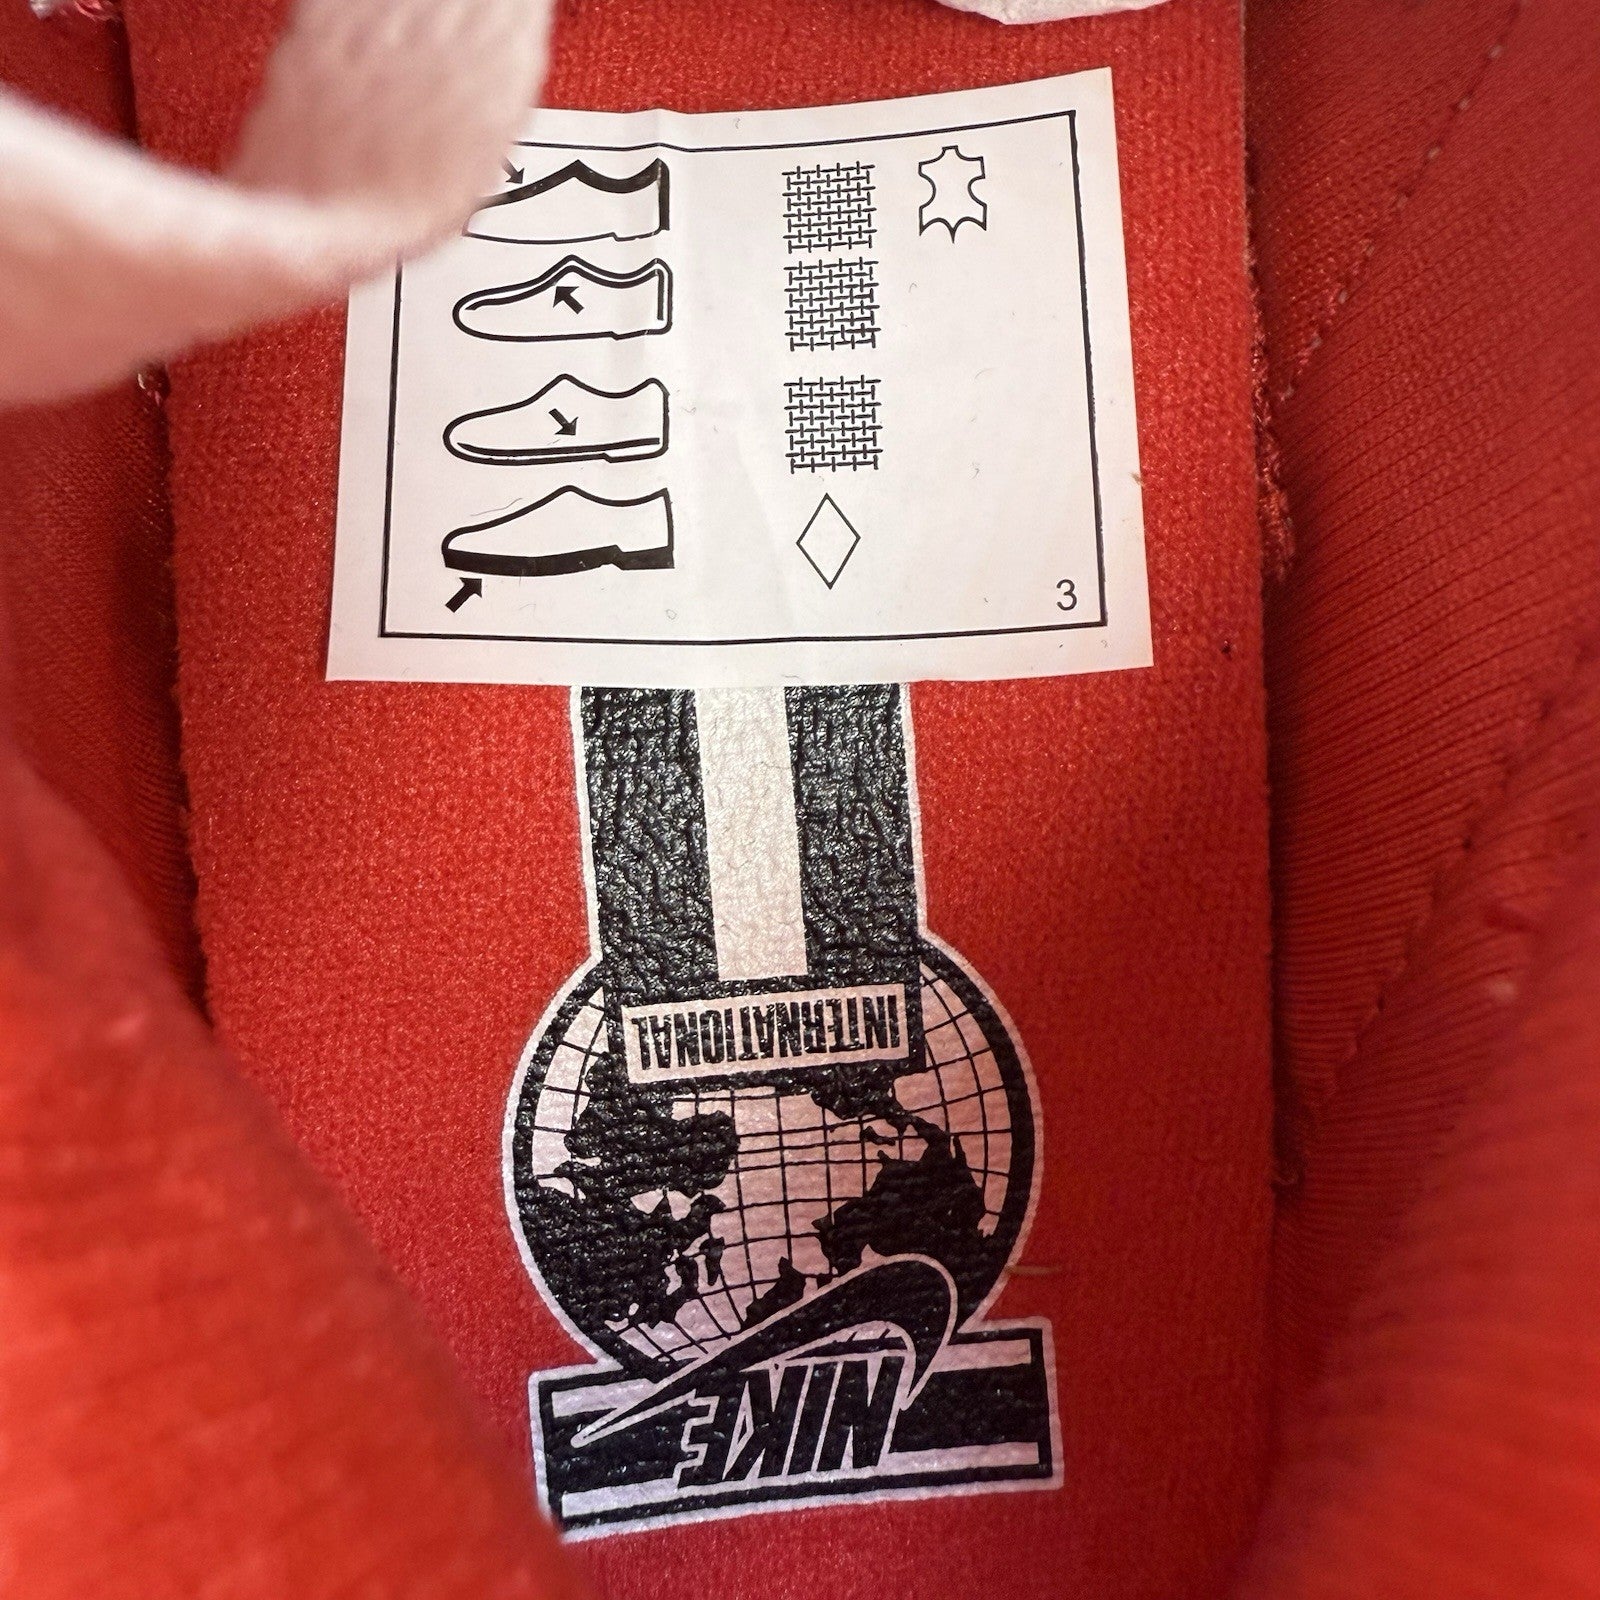 3
INTERNATIONAL
NIKE